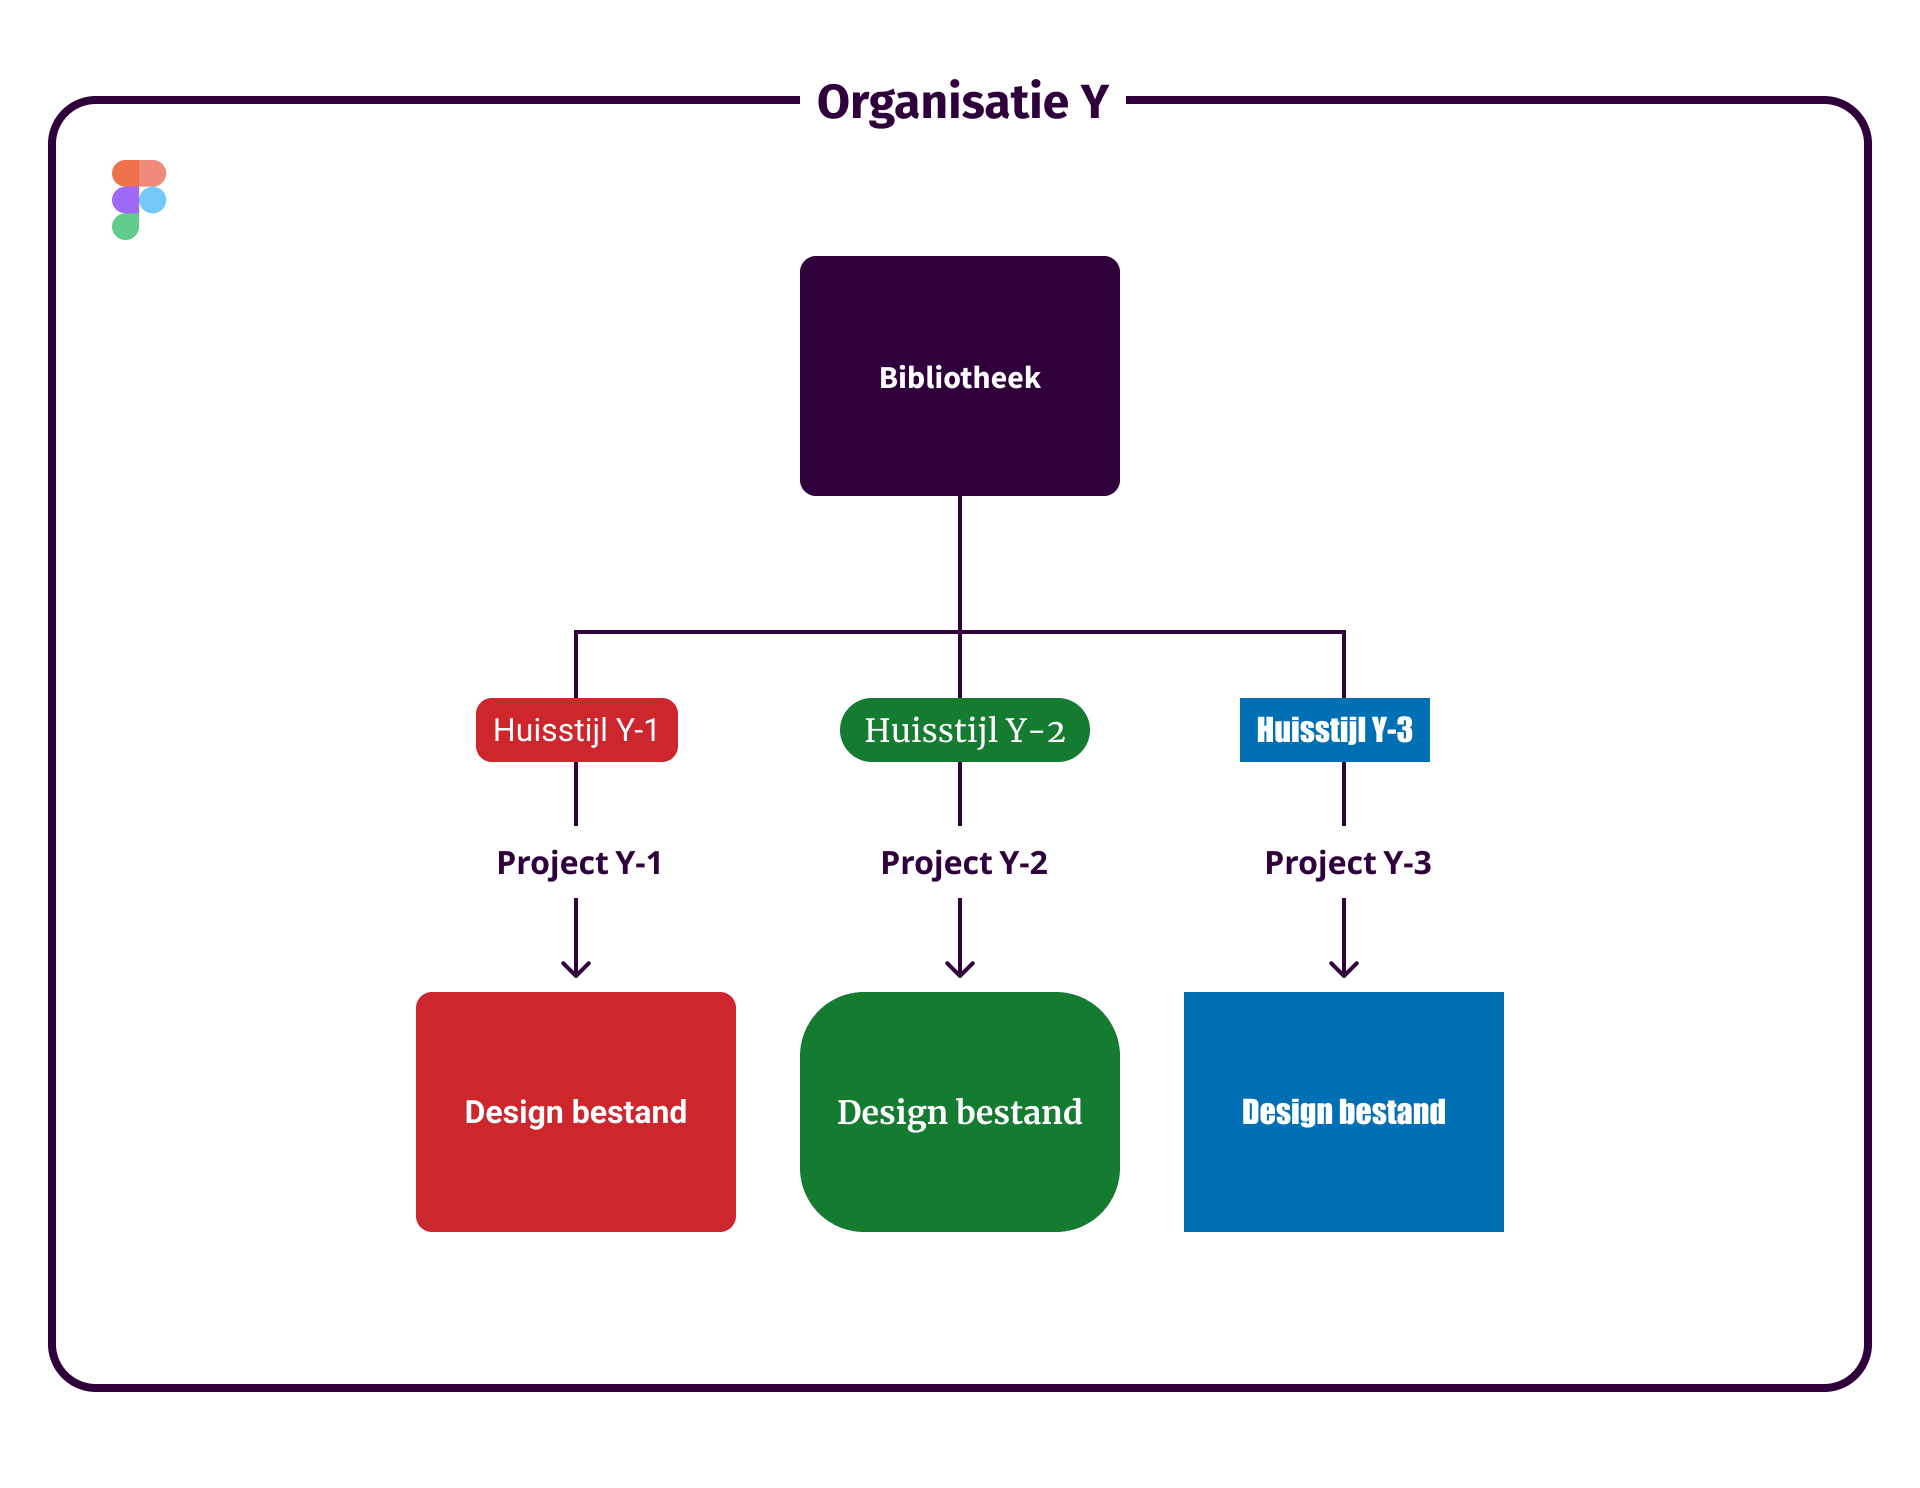 Organisatie Y
Bibliotheek
Huisstijl Y-1
Huisstijl Y-2
Huisstijl Y-3
Project Y-1
Project Y-2
Project Y-3
Design bestand
Design bestand
Design bestand